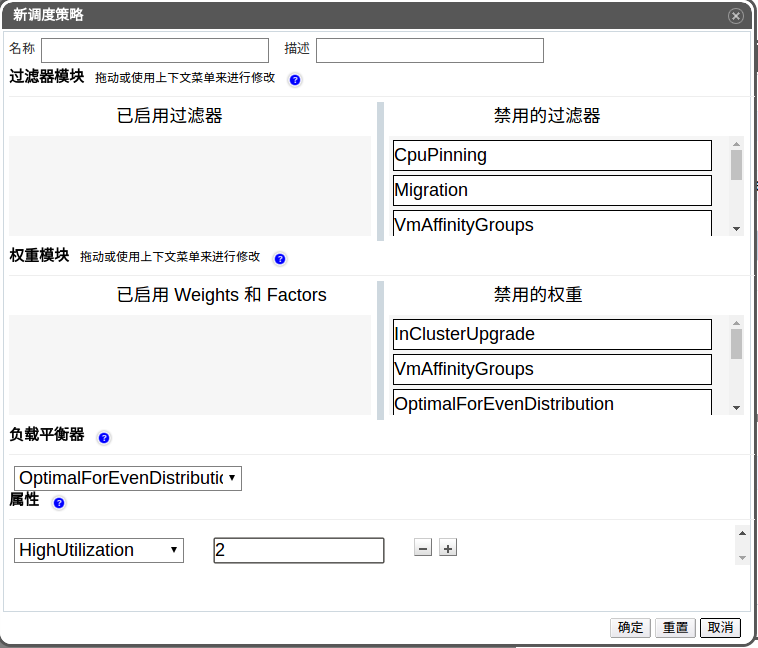 新调度策略
名称 描述
过滤器模块 拖动或使用上下文菜单来进行修改 ?
已启用过滤器 禁用的过滤器
CpuPinning
Migration
VmAffinityGroups
权重模块 拖动或使用上下文菜单来进行修改 ?
已启用 Weights 和 Factors 禁用的权重
InClusterUpgrade
VmAffinityGroups
OptimalForEvenDistribution
负载平衡器 ?
OptimalForEvenDistributic
属性 ?
HighUtilization 2 − +
确定 重置 取消